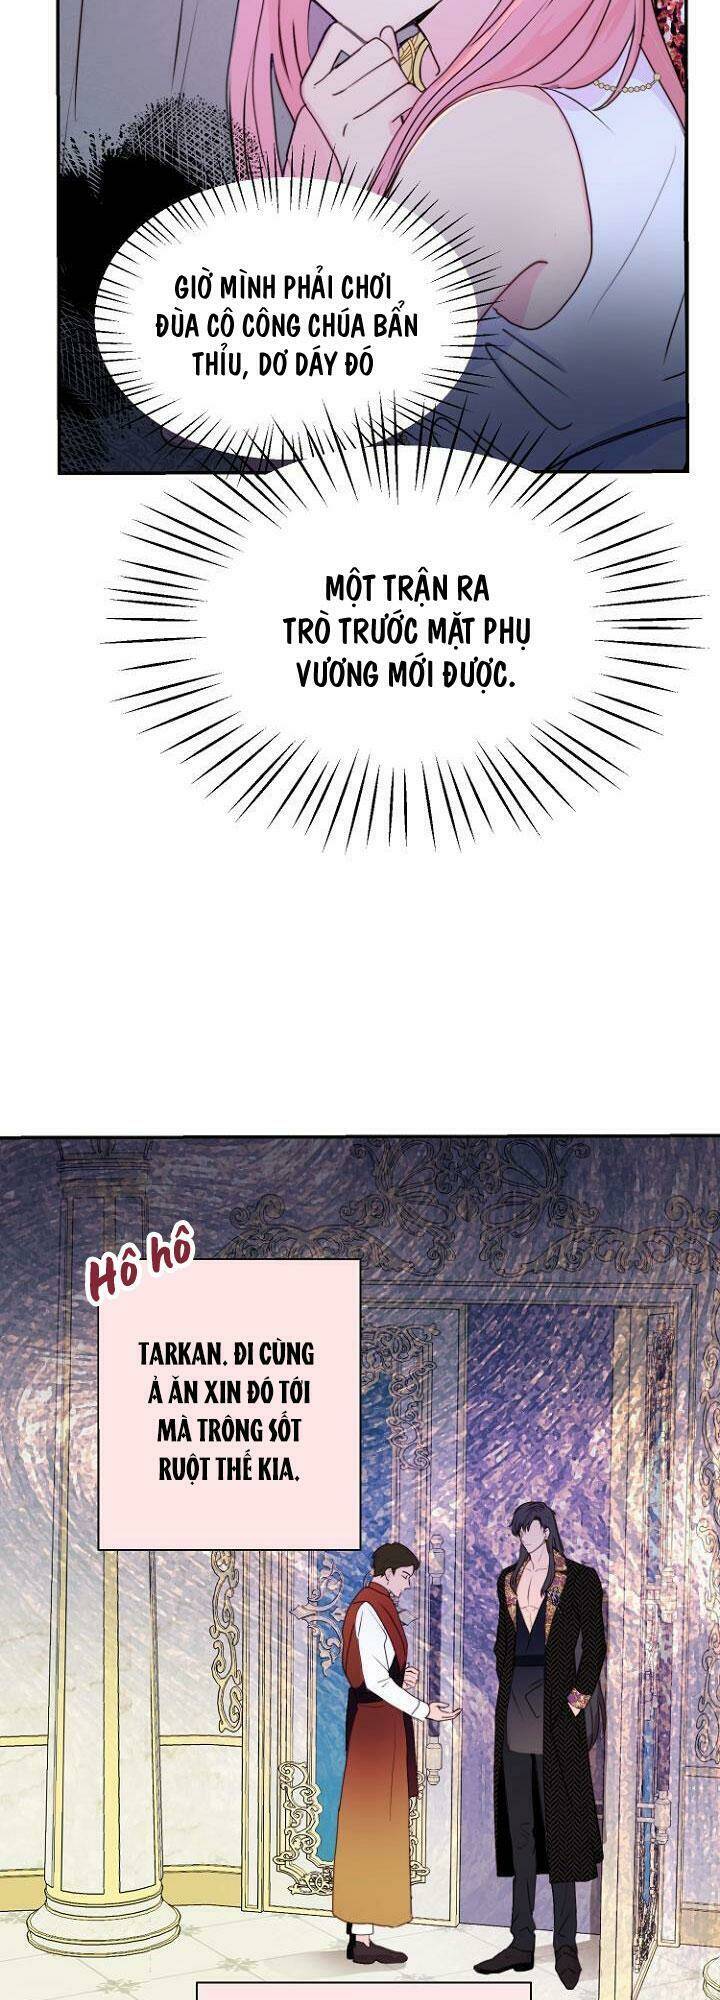 GIỜ MÌNH PHẢI CHƠI
ĐÙA CÔ CÔNG CHÚA BẨN
THỈU, DƠ DÁY ĐÓ
MỘT TRẬN RA
TRÒ TRƯỚC MẶT PHỤ
VƯƠNG MỚI ĐƯỢC.
Hô hô
TARKAN. ĐI CÙNG
Ả ĂN XIN ĐÓ TỚI
MÀ TRÔNG SỐT
RUỘT THẾ KIA.